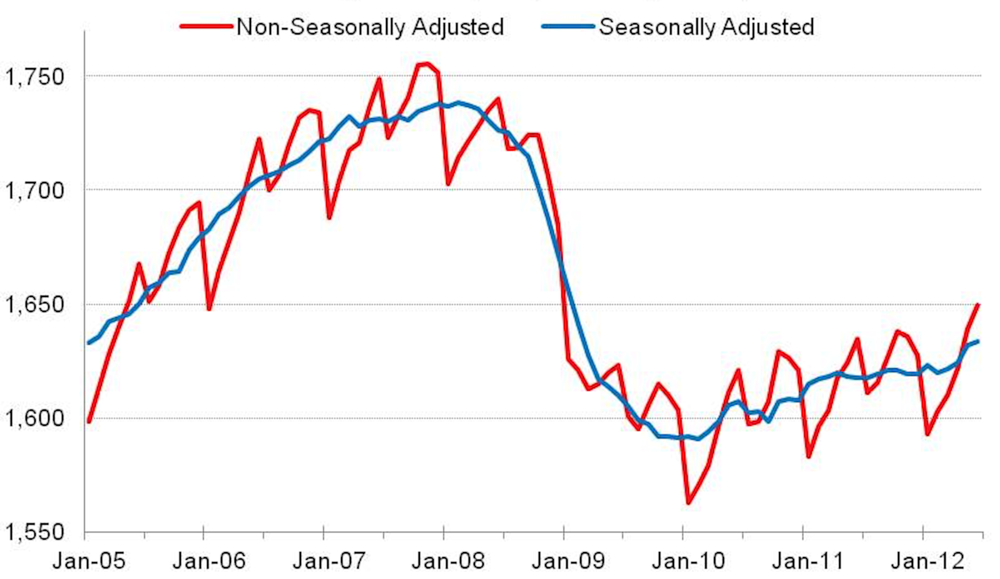 Non-Seasonally Adjusted Seasonally Adjusted
1,750
1,700
1,650
1,600
1,550
Jan-05 Jan-06 Jan-07 Jan-08 Jan-09 Jan-10 Jan-11 Jan-12